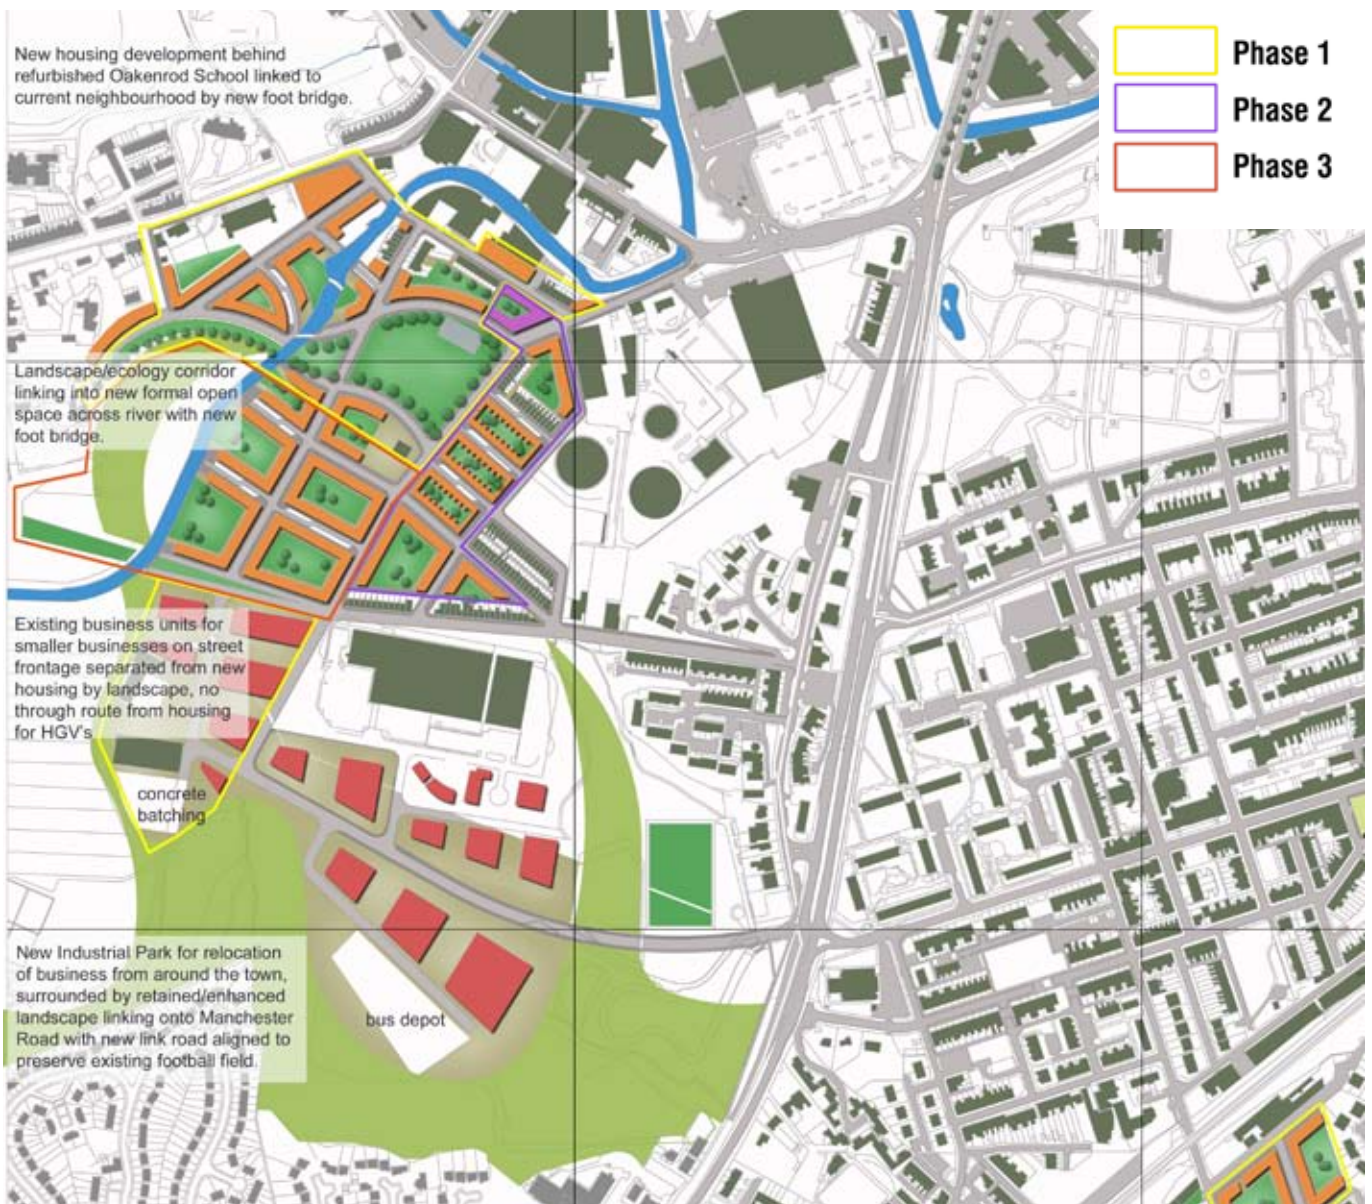 New housing development behind
refurbished Oakenrod School linked to
current neighbourhood by new foot bridge.
Phase 1
Phase 2
Phase 3
Landscape/ecology corridor
linking into new formal open
space across river with new
foot bridge.
Existing business units for
smaller businesses on street
frontage separated from new
housing by landscape, no
through route from housing
for HGV's
concrete
batching
New Industrial Park for relocation
of business from around the town,
surrounded by retained/enhanced
landscape linking onto Manchester
Road with new link road aligned to
preserve existing football field.
bus depot